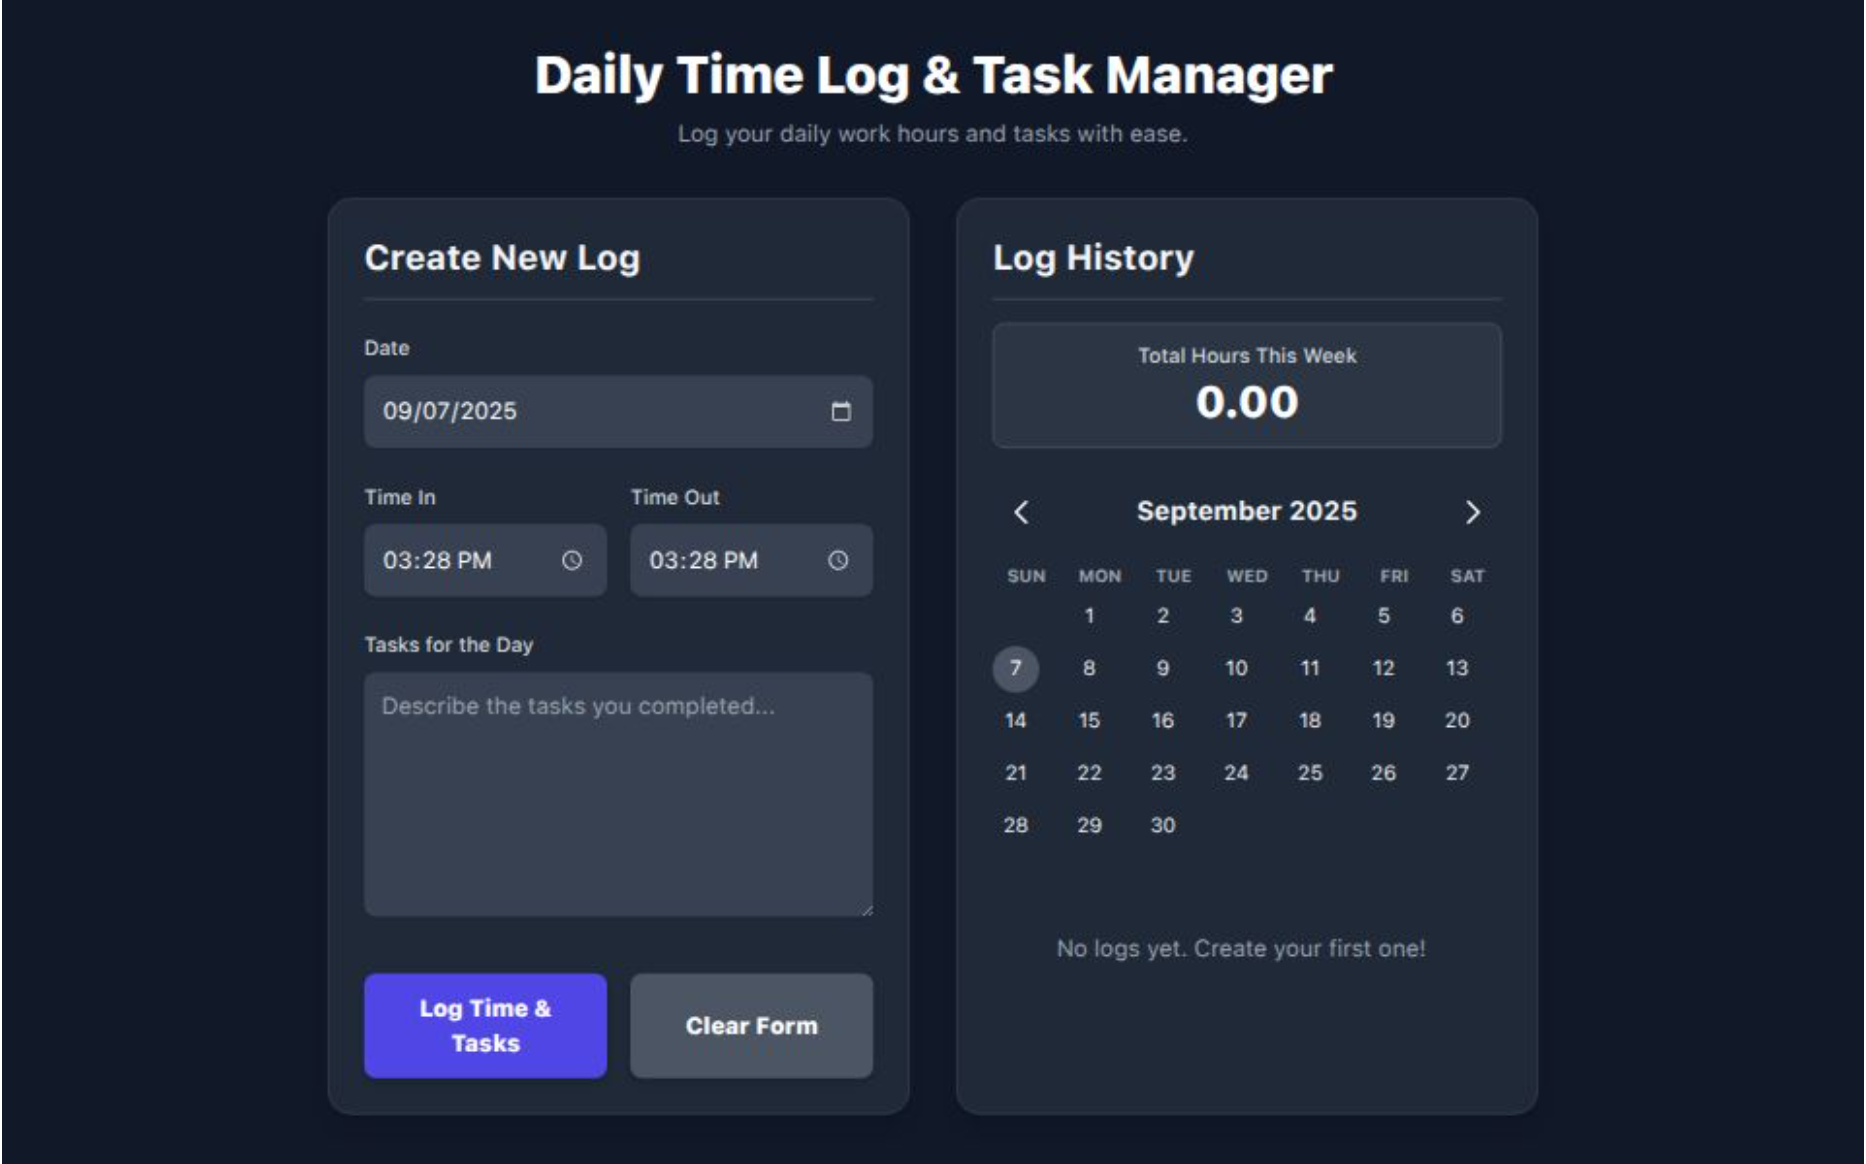 Daily Time Log & Task Manager
Log your daily work hours and tasks with ease.
Create New Log
Date
09/07/2025
Time In Time Out
03:28 PM 03:28 PM
Tasks for the Day
Describe the tasks you completed...
Log Time &
Tasks
Clear Form
Log History
Total Hours This Week
0.00
September 2025
SUN MON TUE WED THU FRI SAT
1 2 3 4 5 6
7 8 9 10 11 12 13
14 15 16 17 18 19 20
21 22 23 24 25 26 27
28 29 30
No logs yet. Create your first one!